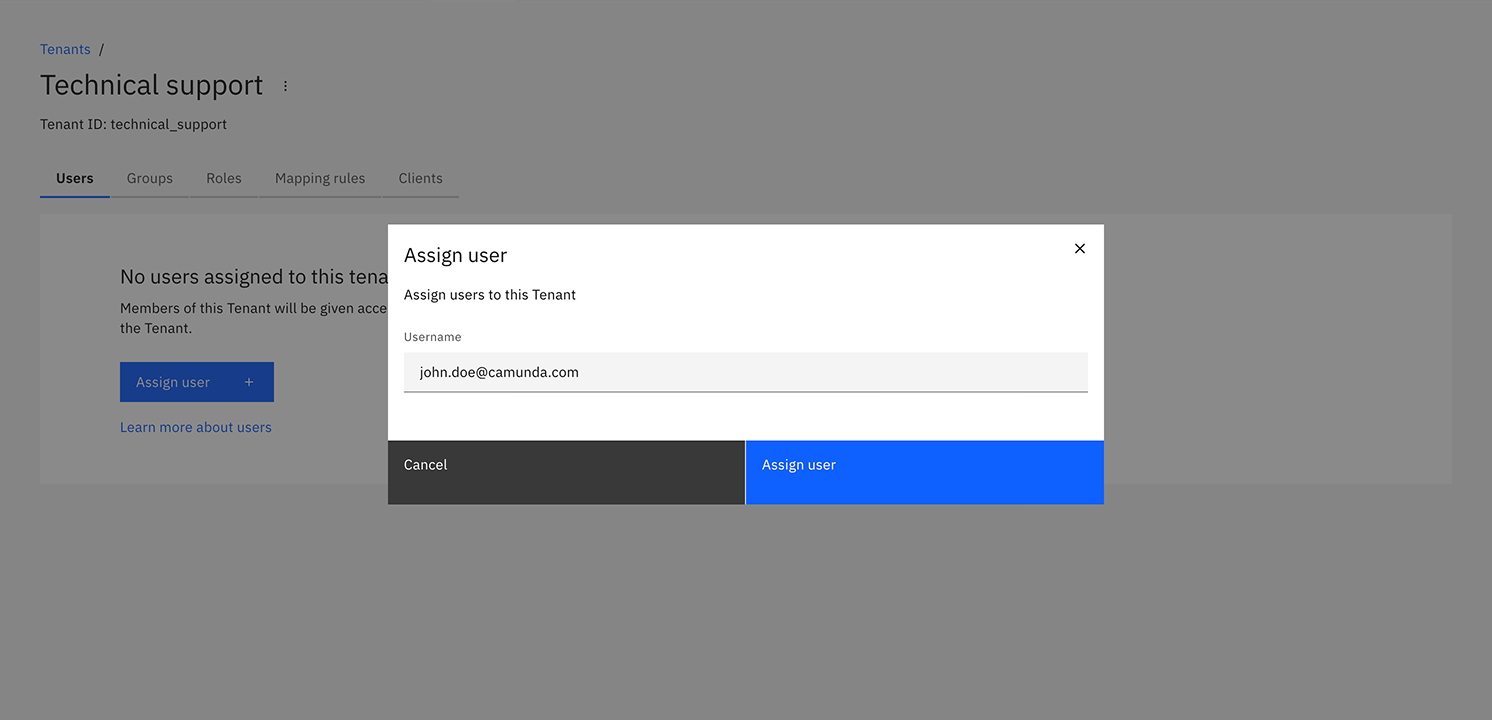 Tenants /
Technical support
Tenant ID: technical_support
Users Groups Roles Mapping rules Clients
No users assigned to this
Members of this Tenant will be given
the Tenant.
Assign user +
Learn more about users
Assign user
Assign users to this Tenant
Username
john.doe@camunda.com
Cancel
Assign user